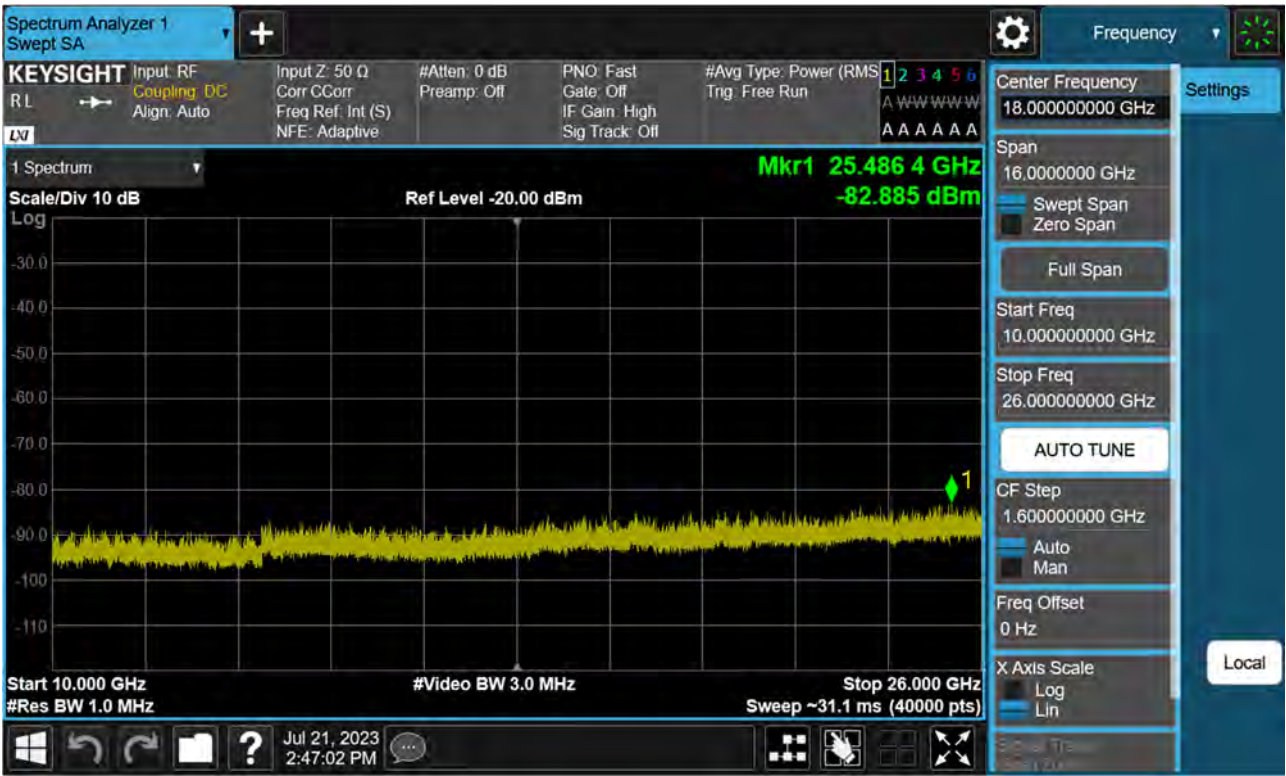 Spectrum Analyzer 1
Swept SA
Frequency
KEYSIGHT
R L
LXI
Input: RF
Coupling: DC
Align: Auto
Input Z: 50 Ω
Corr CCorr
Freq Ref: Int (S)
NFE: Adaptive
#Atten: 0 dB
Preamp: Off
PNO: Fast
Gate: Off
IF Gain: High
Sig Track: Off
#Avg Type: Power (RMS
Trig: Free Run
1 2 3 4 5 6
A W W W W W
A A A A A A
1 Spectrum
Mkr1 25.486 4 GHz
-82.885 dBm
Scale/Div 10 dB
Ref Level -20.00 dBm
Log
-30.0
-40.0
-50.0
-60.0
-70.0
-80.0
-90.0
-100
-110
1
Start 10.000 GHz
#Video BW 3.0 MHz
Stop 26.000 GHz
#Res BW 1.0 MHz
Sweep ~31.1 ms (40000 pts)
Center Frequency
18.000000000 GHz
Settings
Span
16.0000000 GHz
Swept Span
Zero Span
Full Span
Start Freq
10.000000000 GHz
Stop Freq
26.000000000 GHz
AUTO TUNE
CF Step
1.600000000 GHz
Auto
Man
Freq Offset
0 Hz
X Axis Scale
Log
Lin
Local
?
Jul 21, 2023
2:47:02 PM